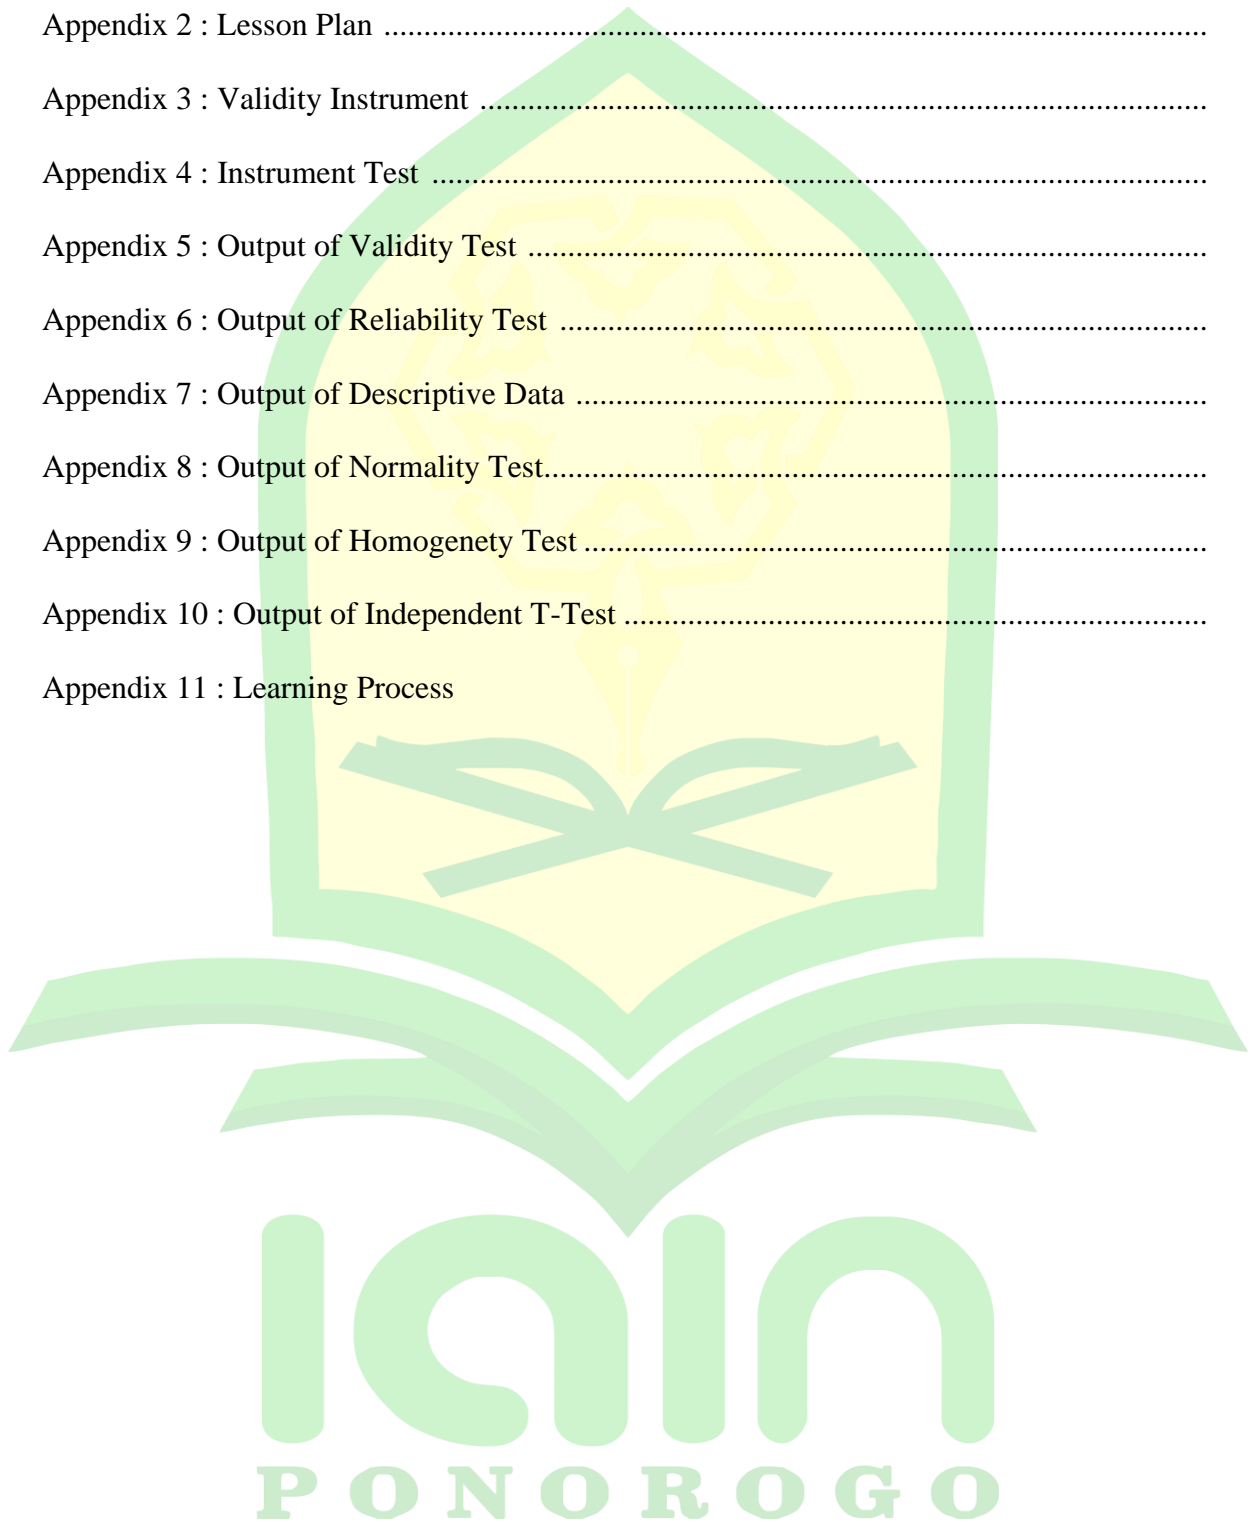 Appendix 2 : Lesson Plan ........................................................................................................
Appendix 3 : Validity Instrument ............................................................................................
Appendix 4 : Instrument Test ..................................................................................................
Appendix 5 : Output of Validity Test ......................................................................................
Appendix 6 : Output of Reliability Test ..................................................................................
Appendix 7 : Output of Descriptive Data ................................................................................
Appendix 8 : Output of Normality Test....................................................................................
Appendix 9 : Output of Homogenety Test ...............................................................................
Appendix 10 : Output of Independent T-Test ..........................................................................
Appendix 11 : Learning Process
iain
PONOROGO